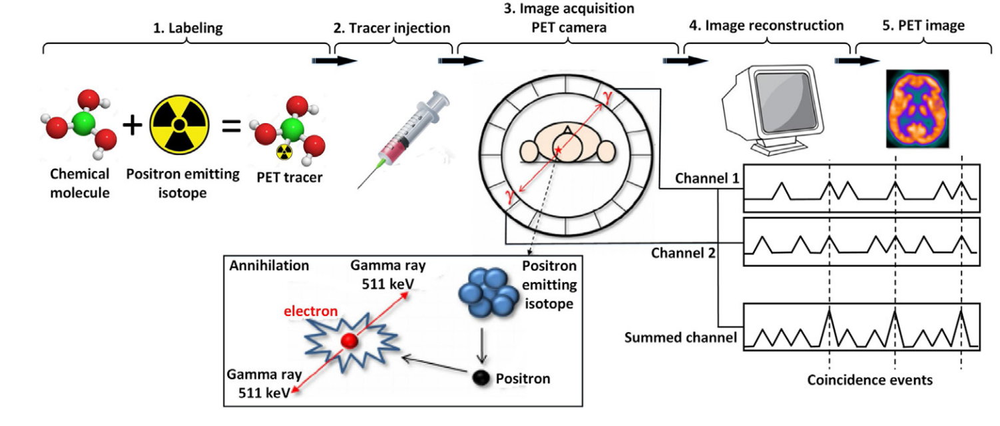 1. Labeling
2. Tracer injection
3. Image acquisition
PET camera
4. Image reconstruction
5. PET image
Chemical
molecule
+
Positron emitting
isotope
=
PET tracer
γ
γ
Channel 1
Channel 2
Summed channel
Coincidence events
Annihilation
Gamma ray
511 keV
Positron
emitting
isotope
electron
Gamma ray
511 keV
Positron